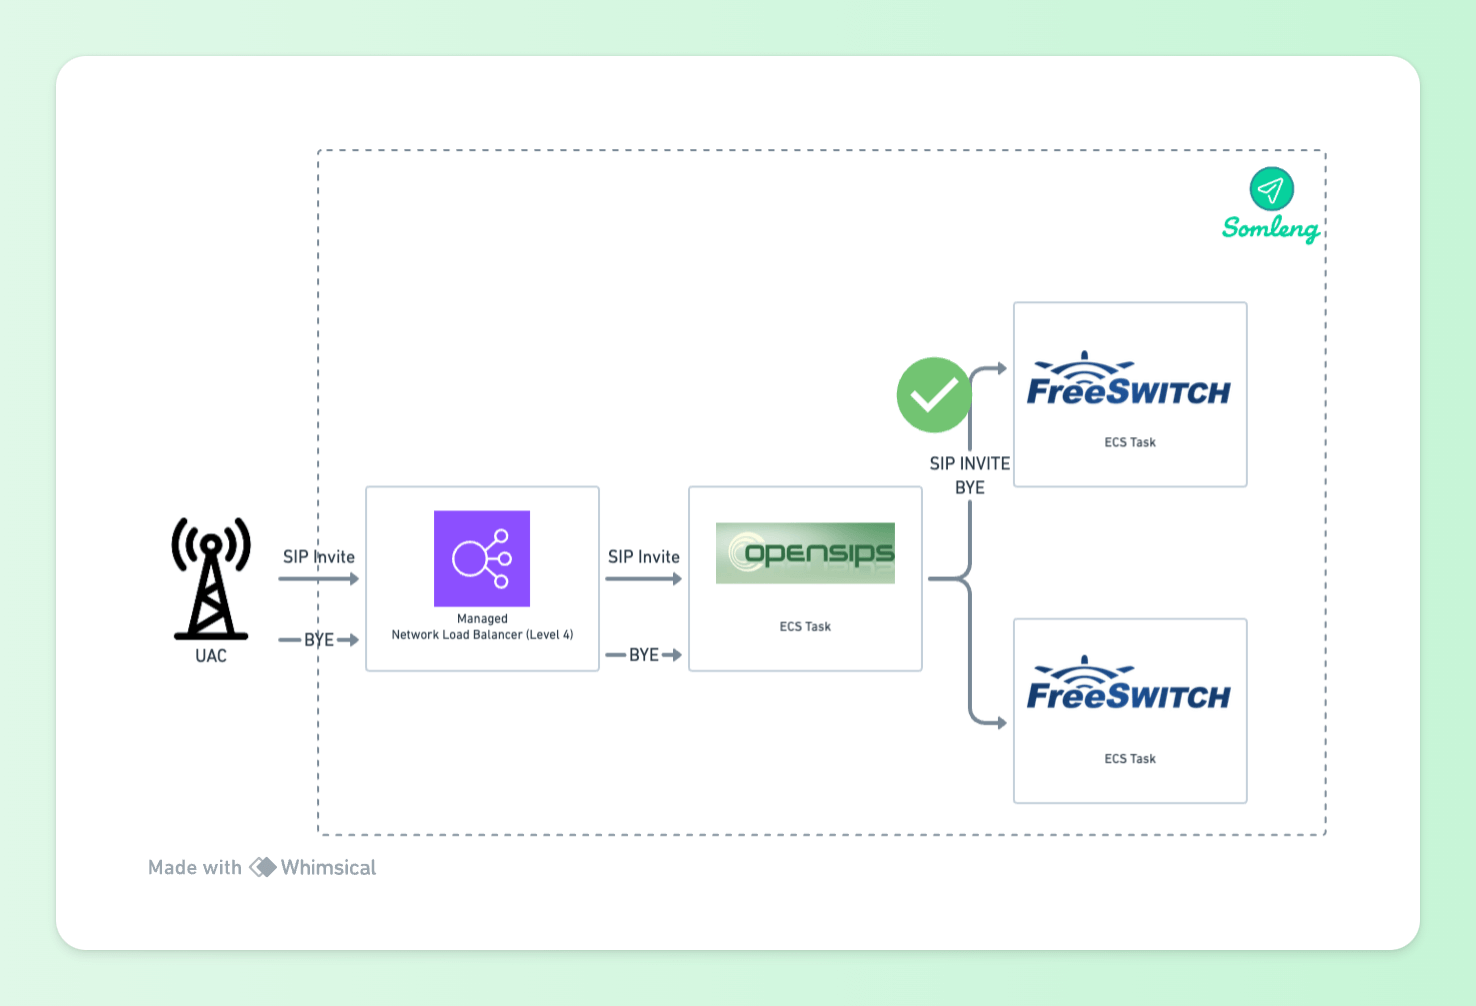 Somleng
FreeSWITCH
ECS Task
SIP INVITE
BYE
SIP Invite
SIP Invite
opensips
Managed
Network Load Balancer (Level 4)
ECS Task
BYE
BYE
UAC
FreeSWITCH
ECS Task
Made with Whimsical